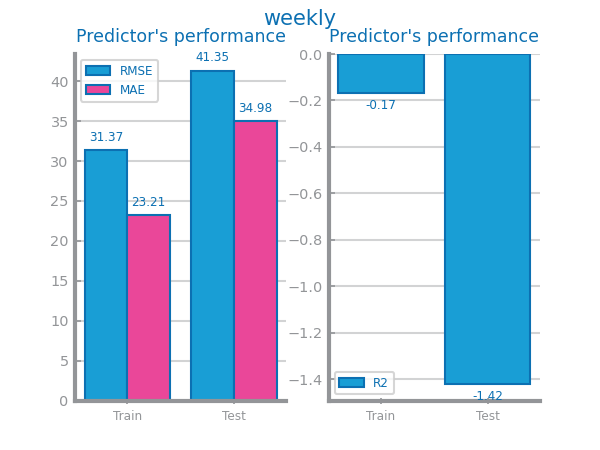 weekly
Predictor's performance
RMSE
MAE
31.37
23.21
41.35
34.98
40
35
30
25
20
15
10
5
0
Train
Test
Predictor's performance
0.0
−0.2
−0.4
−0.6
−0.8
−1.0
−1.2
−1.4
-0.17
-1.42
R2
Train
Test